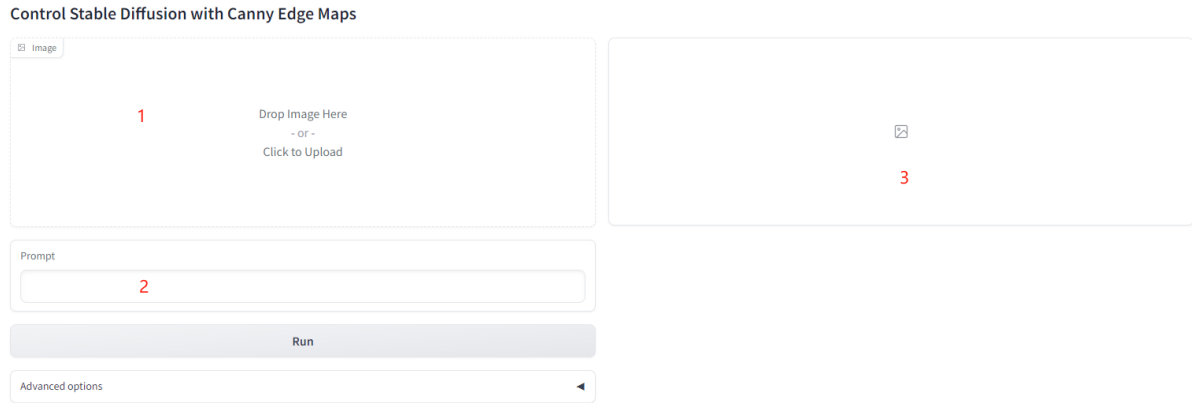 Control Stable Diffusion with Canny Edge Maps
Image
1
Drop Image Here
- or -
Click to Upload
3
Prompt
2
Run
Advanced options